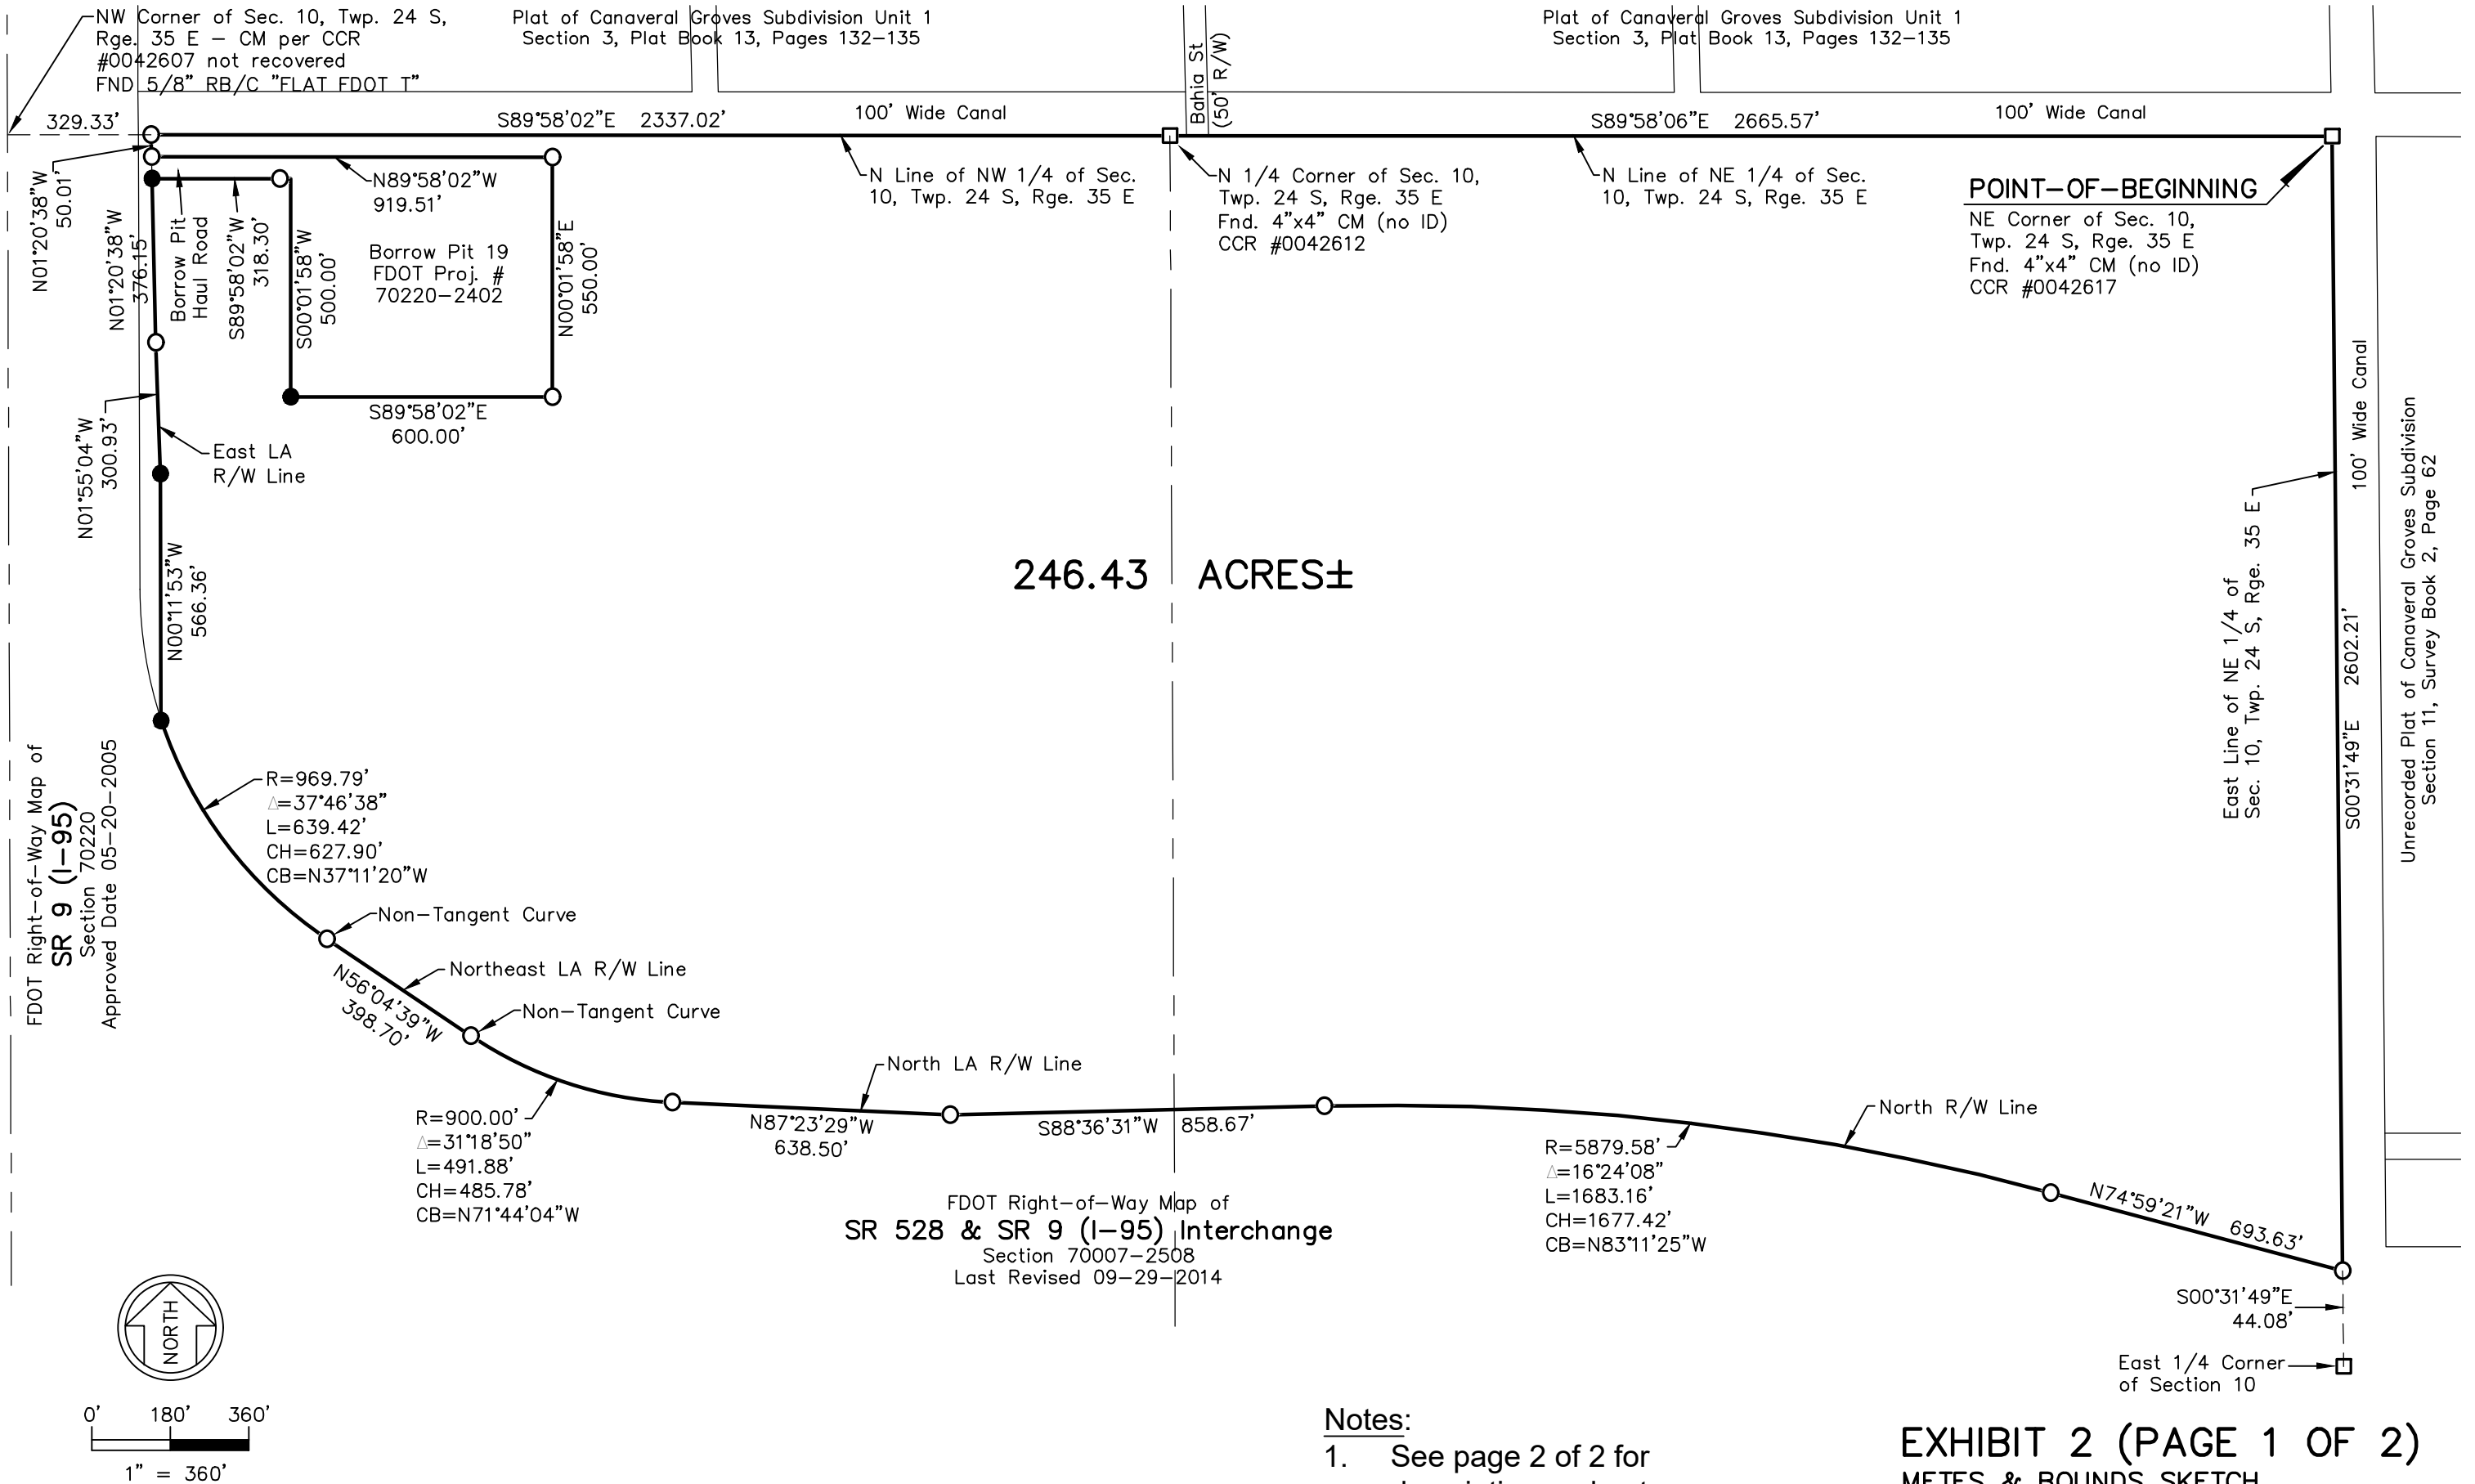 NW Corner of Sec. 10, Twp. 24 S,
Rge. 35 E – CM per CCR
#0042607 not recovered
FND 5/8" RB/C "FLAT FDOT T"
Plat of Canaveral Groves Subdivision Unit 1
Section 3, Plat Book 13, Pages 132–135
Bahia St
(50' R/W)
Plat of Canaveral Groves Subdivision Unit 1
Section 3, Plat Book 13, Pages 132–135
329.33'
S89°58'02"E 2337.02'
100' Wide Canal
S89°58'06"E 2665.57'
100' Wide Canal
N01°20'38"W
50.01'
N01°20'38"W
376.15'
Borrow Pit
Haul Road
S89°58'02"W
318.30'
S00°01'58"W
500.00'
N89°58'02"W
919.51'
Borrow Pit 19
FDOT Proj. #
70220–2402
N00°01'58"E
550.00'
S89°58'02"E
600.00'
N Line of NW 1/4 of Sec.
10, Twp. 24 S, Rge. 35 E
N 1/4 Corner of Sec. 10,
Twp. 24 S, Rge. 35 E
Fnd. 4"x4" CM (no ID)
CCR #0042612
N Line of NE 1/4 of Sec.
10, Twp. 24 S, Rge. 35 E
POINT–OF–BEGINNING
NE Corner of Sec. 10,
Twp. 24 S, Rge. 35 E
Fnd. 4"x4" CM (no ID)
CCR #0042617
N01°55'04"W
300.93'
East LA
R/W Line
N00°11'53"W
566.36'
246.43 ACRES±
East Line of NE 1/4 of
Sec. 10, Twp. 24 S, Rge. 35 E
100' Wide Canal
S00°31'49"E 2602.21'
Unrecorded Plat of Canaveral Groves Subdivision
Section 11, Survey Book 2, Page 62
FDOT Right–of–Way Map of
SR 9 (I–95)
Section 70220
Approved Date 05–20–2005
R=969.79'
Δ=37°46'38"
L=639.42'
CH=627.90'
CB=N37°11'20"W
Non–Tangent Curve
Northeast LA R/W Line
N56°04'39"W
398.70'
Non–Tangent Curve
North LA R/W Line
R=900.00'
Δ=31°18'50"
L=491.88'
CH=485.78'
CB=N71°44'04"W
N87°23'29"W
638.50'
S88°36'31"W 858.67'
R=5879.58'
Δ=16°24'08"
L=1683.16'
CH=1677.42'
CB=N83°11'25"W
North R/W Line
N74°59'21"W 693.63'
FDOT Right–of–Way Map of
SR 528 & SR 9 (I–95) Interchange
Section 70007–2508
Last Revised 09–29–2014
S00°31'49"E
44.08'
East 1/4 Corner
of Section 10
NORTH
0' 180' 360'
1" = 360'
Notes:
1. See page 2 of 2 for
EXHIBIT 2 (PAGE 1 OF 2)
METES & BOUNDS SKETCH